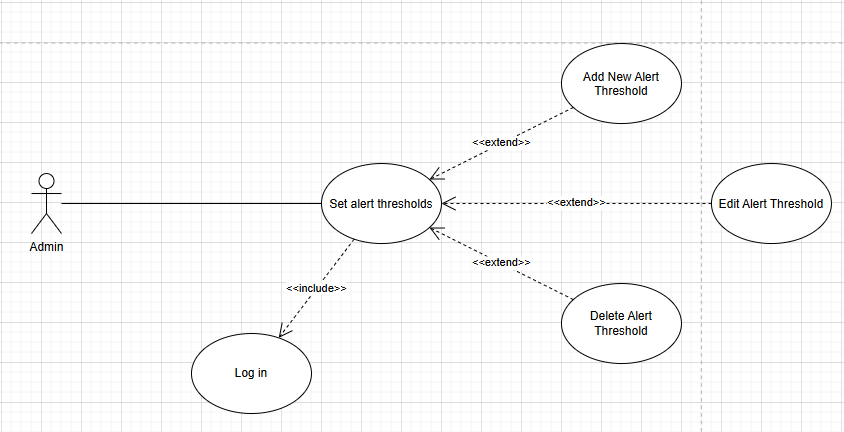 Add New Alert
Threshold
<<extend>>
Set alert thresholds
<<extend>>
Edit Alert Threshold
Admin
<<extend>>
<<include>>
Delete Alert
Threshold
Log in